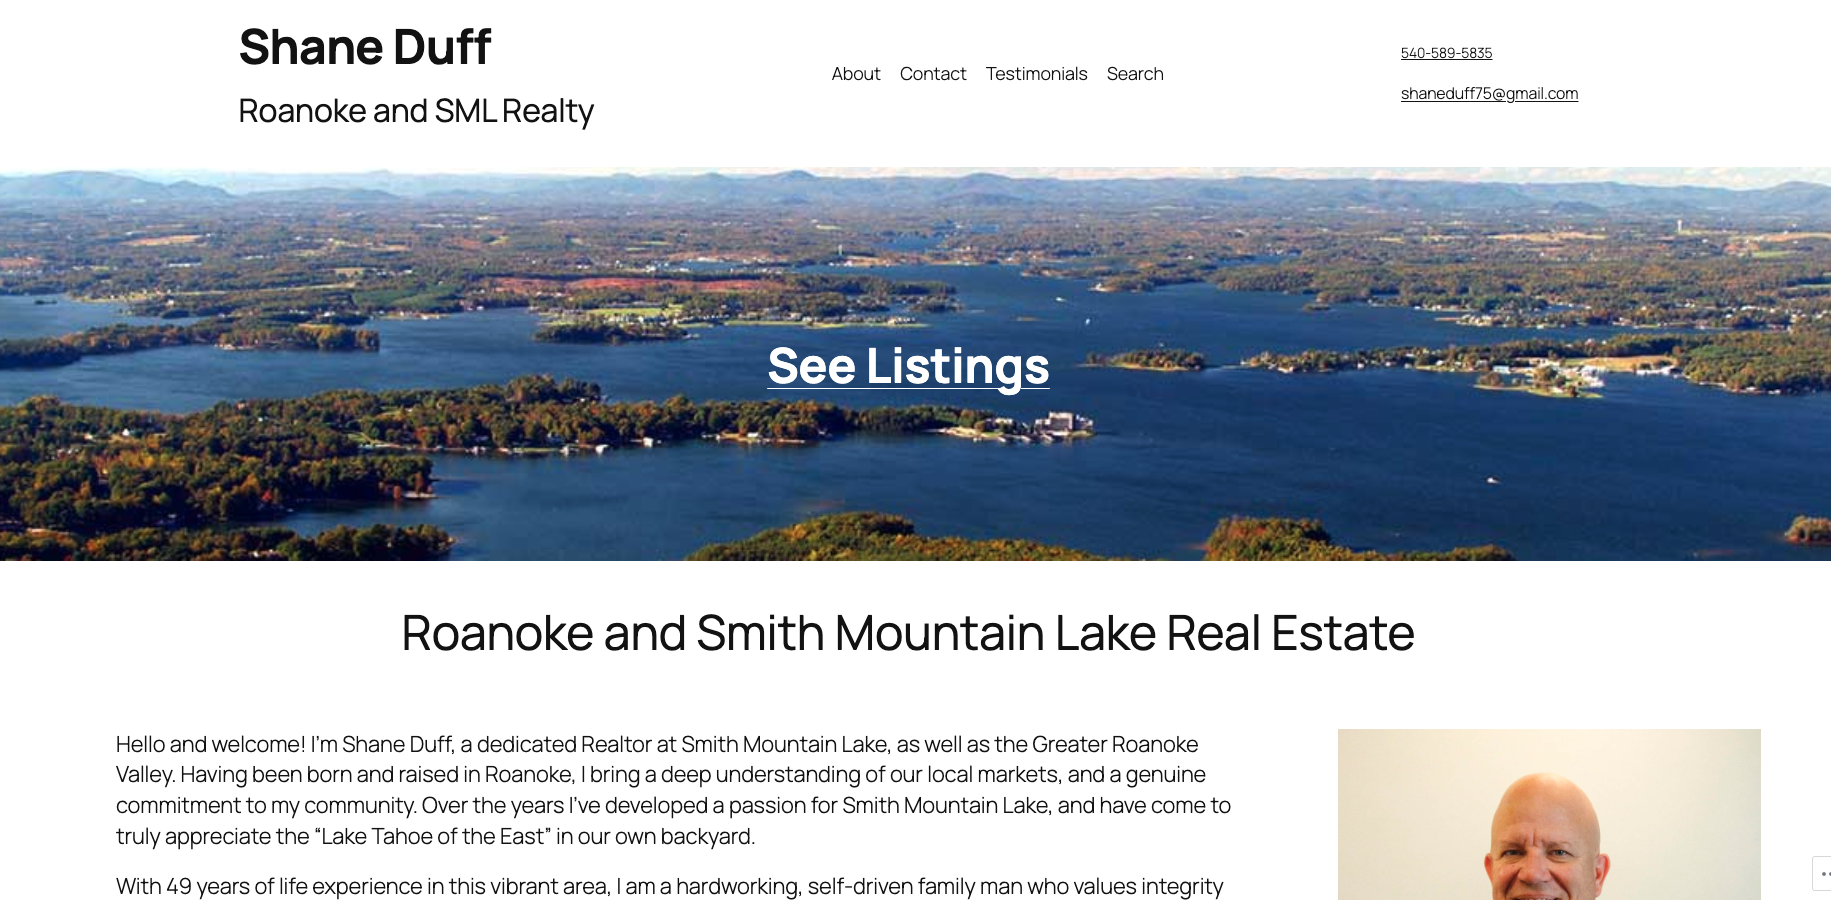 Shane Duff
Roanoke and SML Realty
About Contact Testimonials Search
540-589-5835
shaneduff75@gmail.com
See Listings
Roanoke and Smith Mountain Lake Real Estate
Hello and welcome! I’m Shane Duff, a dedicated Realtor at Smith Mountain Lake, as well as the Greater Roanoke
Valley. Having been born and raised in Roanoke, I bring a deep understanding of our local markets, and a genuine
commitment to my community. Over the years I’ve developed a passion for Smith Mountain Lake, and have come to
truly appreciate the “Lake Tahoe of the East” in our own backyard.
With 49 years of life experience in this vibrant area, I am a hardworking, self-driven family man who values integrity